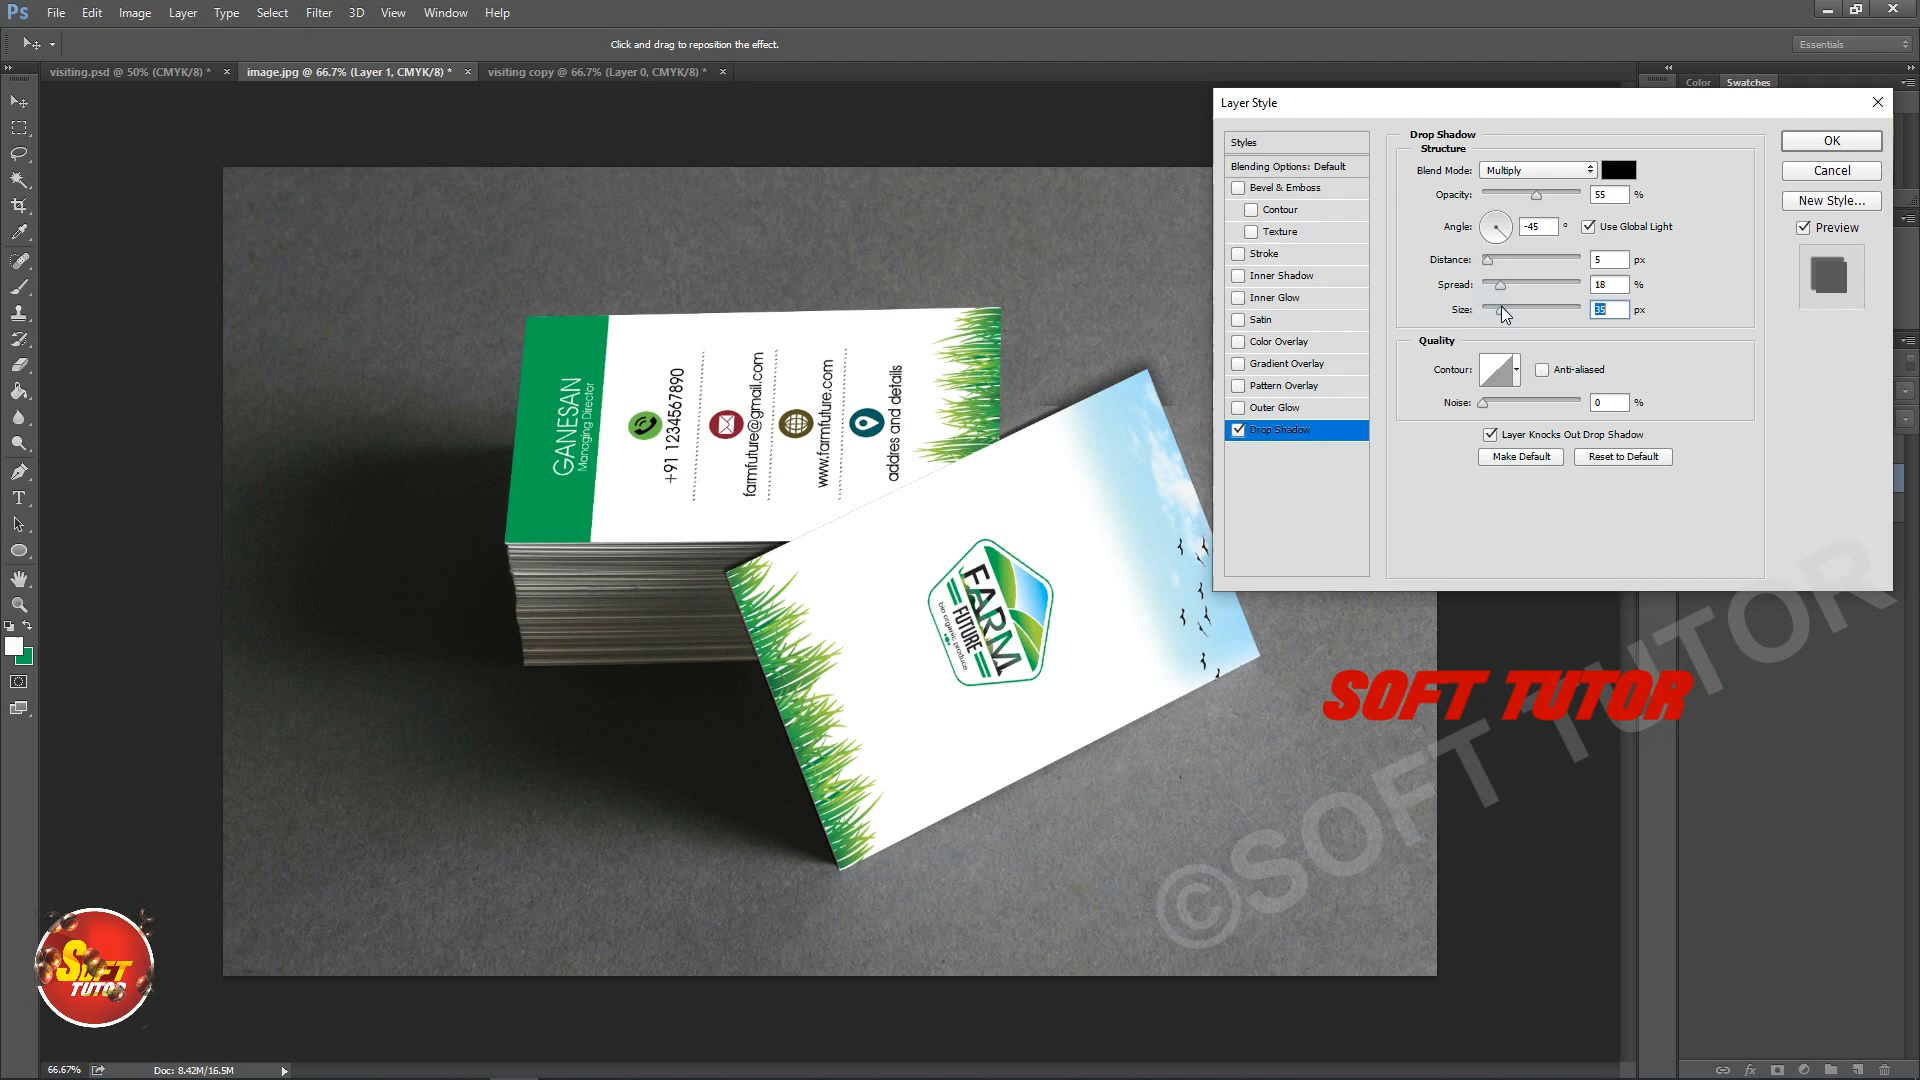 Ps File Edit Image Layer Type Select Filter 3D View Window Help
Click and drag to reposition the effect.
Essentials
visiting.psd @ 50% (CMYK/8) * × image.jpg @ 66.7% (Layer 1, CMYK/8) * × visiting copy @ 66.7% (Layer 0, CMYK/8) * ×
Color Swatches
Layer Style
Styles
Blending Options: Default
Bevel & Emboss
Contour
Texture
Stroke
Inner Shadow
Inner Glow
Satin
Color Overlay
Gradient Overlay
Pattern Overlay
Outer Glow
Drop Shadow
Drop Shadow
Structure
Blend Mode: Multiply
Opacity: 55 %
Angle: -45 ° Use Global Light
Distance: 5 px
Spread: 18 %
Size: 35 px
Quality
Contour: Anti-aliased
Noise: 0 %
Layer Knocks Out Drop Shadow
Make Default Reset to Default
OK
Cancel
New Style...
Preview
GANESAN
Managing Director
+91 1234567890
farmfuture@gmail.com
www.farmfuture.com
addres and details
FARM
FUTURE
bio organic produce
SOFT TUTOR
©SOFT TUTOR
SOFT
TUTOR
66.67% Doc: 8.42M/16.5M